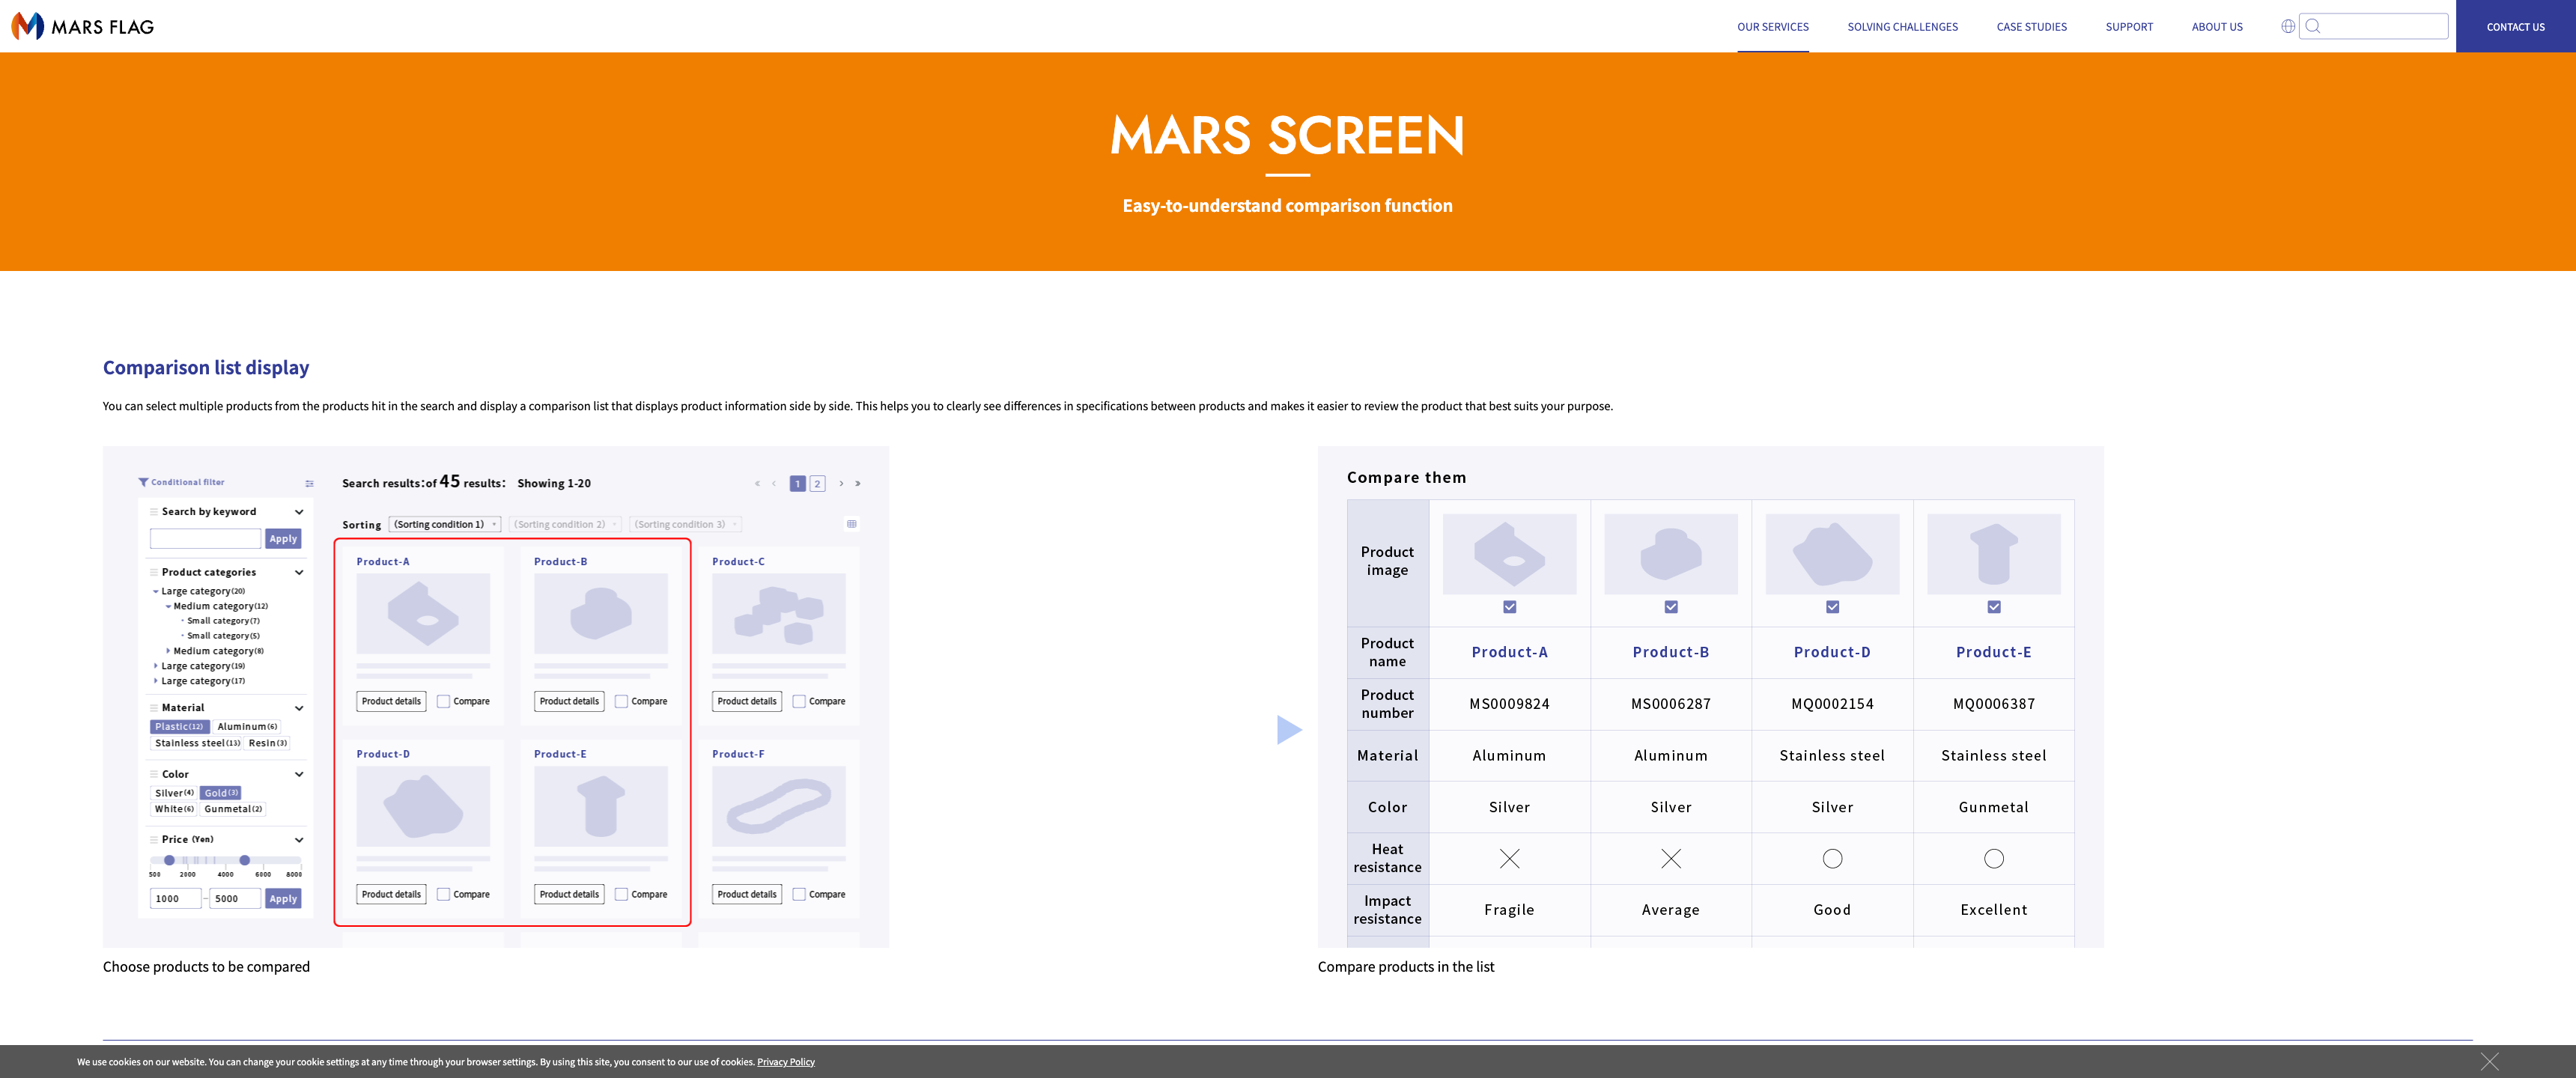 MARS FLAG
OUR SERVICES
SOLVING CHALLENGES
CASE STUDIES
SUPPORT
ABOUT US
CONTACT US
MARS SCREEN
Easy-to-understand comparison function
Comparison list display
You can select multiple products from the products hit in the search and display a comparison list that displays product information side by side. This helps you to clearly see differences in specifications between products and makes it easier to review the product that best suits your purpose.
Conditional filter
Search by keyword
Apply
Product categories
Large category(20)
Medium category(12)
Small category(7)
Small category(5)
Medium category(8)
Large category(19)
Large category(17)
Material
Plastic(12) Aluminum(6)
Stainless steel(13) Resin(3)
Color
Silver(4) Gold(3)
White(6) Gunmetal(2)
Price (Yen)
500 2000 4000 6000 8000
1000 – 5000 Apply
Search results:of 45 results: Showing 1-20
« ‹ 1 2 › »
Sorting (Sorting condition 1) (Sorting condition 2) (Sorting condition 3)
Product-A Product-B Product-C
Product details Compare Product details Compare Product details Compare
Product-D Product-E Product-F
Product details Compare Product details Compare Product details Compare
Choose products to be compared
Compare them
Product
image
Product
name
Product-A Product-B Product-D Product-E
Product
number
MS0009824 MS0006287 MQ0002154 MQ0006387
Material Aluminum Aluminum Stainless steel Stainless steel
Color Silver Silver Silver Gunmetal
Heat
resistance
Impact
resistance
Fragile Average Good Excellent
Compare products in the list
We use cookies on our website. You can change your cookie settings at any time through your browser settings. By using this site, you consent to our use of cookies. Privacy Policy